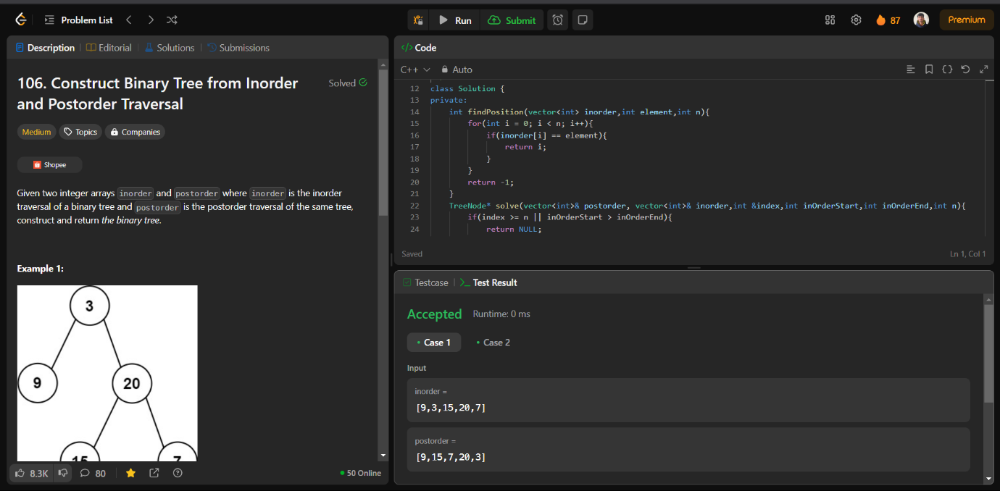 Problem List
Run
Submit
87
Premium
Description
Editorial
Solutions
Submissions
106. Construct Binary Tree from Inorder
and Postorder Traversal
Solved
Medium
Topics
Companies
Shopee
Given two integer arrays inorder and postorder where inorder is the inorder
traversal of a binary tree and postorder is the postorder traversal of the same tree,
construct and return the binary tree.
Example 1:
3
9
20
15
7
8.3K
80
50 Online
</> Code
C++
Auto
12 class Solution {
13 private:
14 int findPosition(vector<int> inorder,int element,int n){
15 for(int i = 0; i < n; i++){
16 if(inorder[i] == element){
17 return i;
18 }
19 }
20 return -1;
21 }
22 TreeNode* solve(vector<int>& postorder, vector<int>& inorder,int &index,int inOrderStart,int inOrderEnd,int n){
23 if(index >= n || inOrderStart > inOrderEnd){
24 return NULL;
Saved
Ln 1, Col 1
Testcase
>_ Test Result
Accepted
Runtime: 0 ms
Case 1
Case 2
Input
inorder =
[9,3,15,20,7]
postorder =
[9,15,7,20,3]